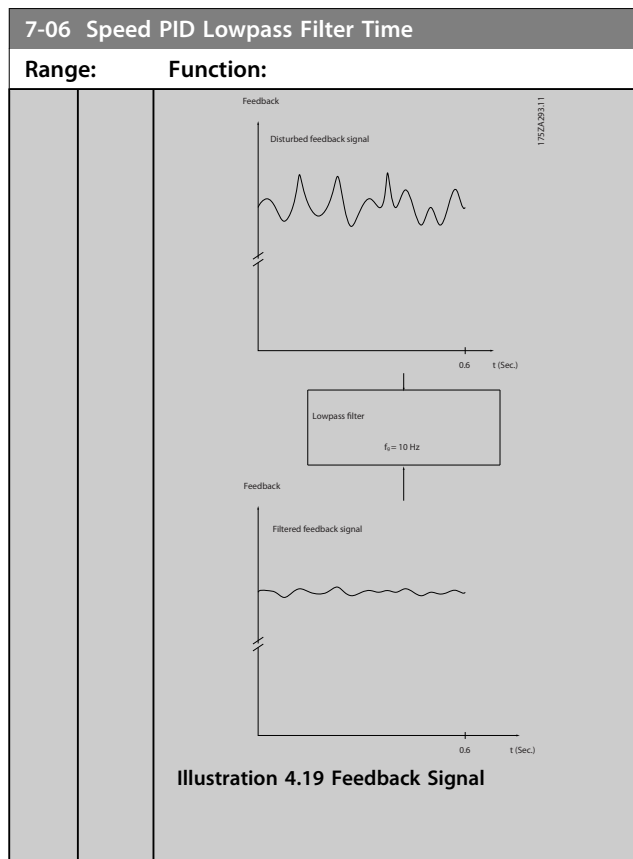 7-06 Speed PID Lowpass Filter Time
Range: Function:
Feedback
175ZA293.11
Disturbed feedback signal
0.6 t (Sec.)
Lowpass filter
f₀ = 10 Hz
Feedback
Filtered feedback signal
0.6 t (Sec.)
Illustration 4.19 Feedback Signal